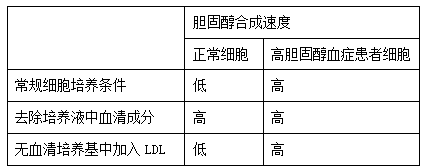 胆固醇合成速度
正常细胞 高胆固醇血症患者细胞
常规细胞培养条件 低 高
去除培养液中血清成分 高 高
无血清培养基中加入 LDL 低 高